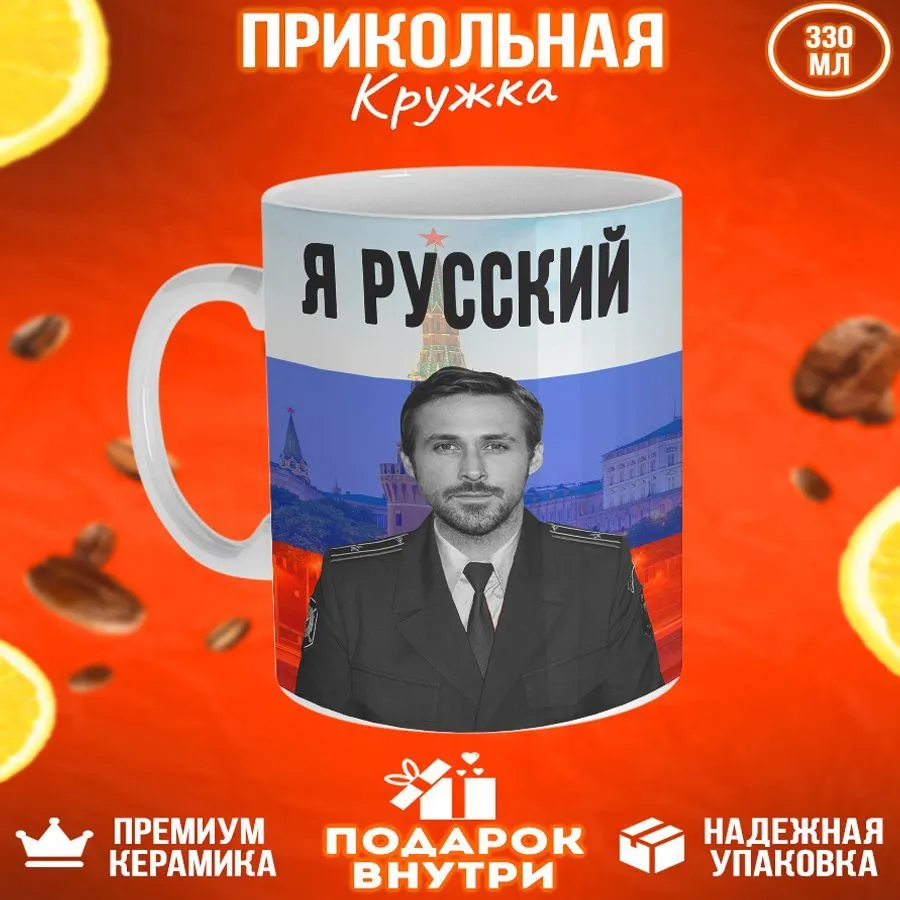 ПРИКОЛЬНАЯ
Кружка
330
МЛ
Я РУССКИЙ
ПРЕМИУМ
КЕРАМИКА
ПОДАРОК
ВНУТРИ
НАДЕЖНАЯ
УПАКОВКА